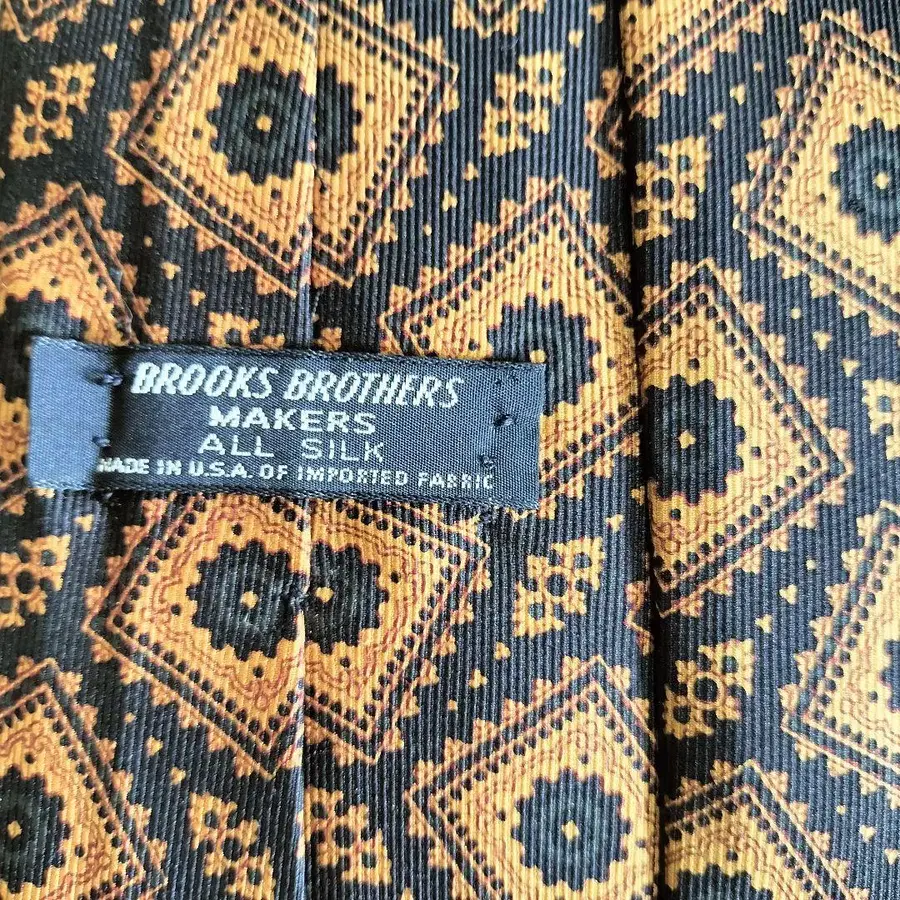 BROOKS BROTHERS
MAKERS
ALL SILK
MADE IN U.S.A. OF IMPORTED FABRIC